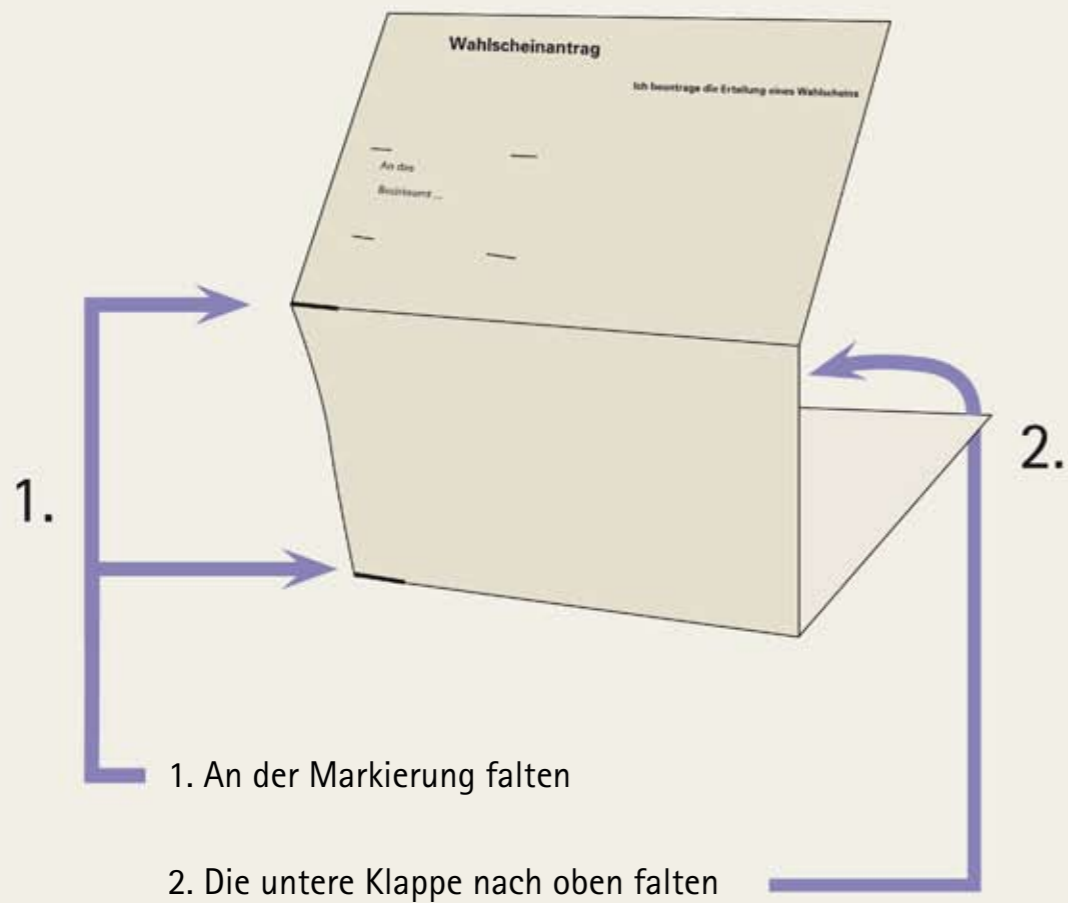 Wahlscheinantrag
Ich beantrage die Erteilung eines Wahlscheins
An das
Bezirksamt ...
1.
2.
1. An der Markierung falten
2. Die untere Klappe nach oben falten